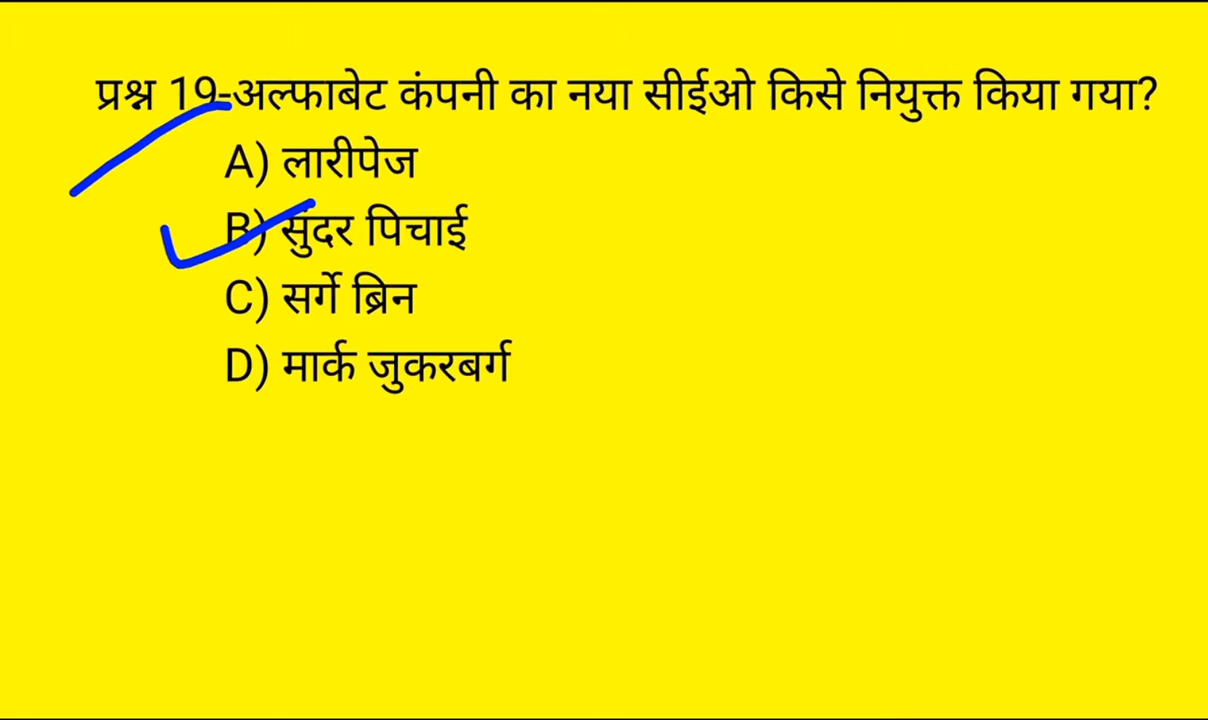 प्रश्न 19-अल्फाबेट कंपनी का नया सीईओ किसे नियुक्त किया गया?
A) लारीपेज
B) सुंदर पिचाई
C) सर्गे ब्रिन
D) मार्क जुकरबर्ग